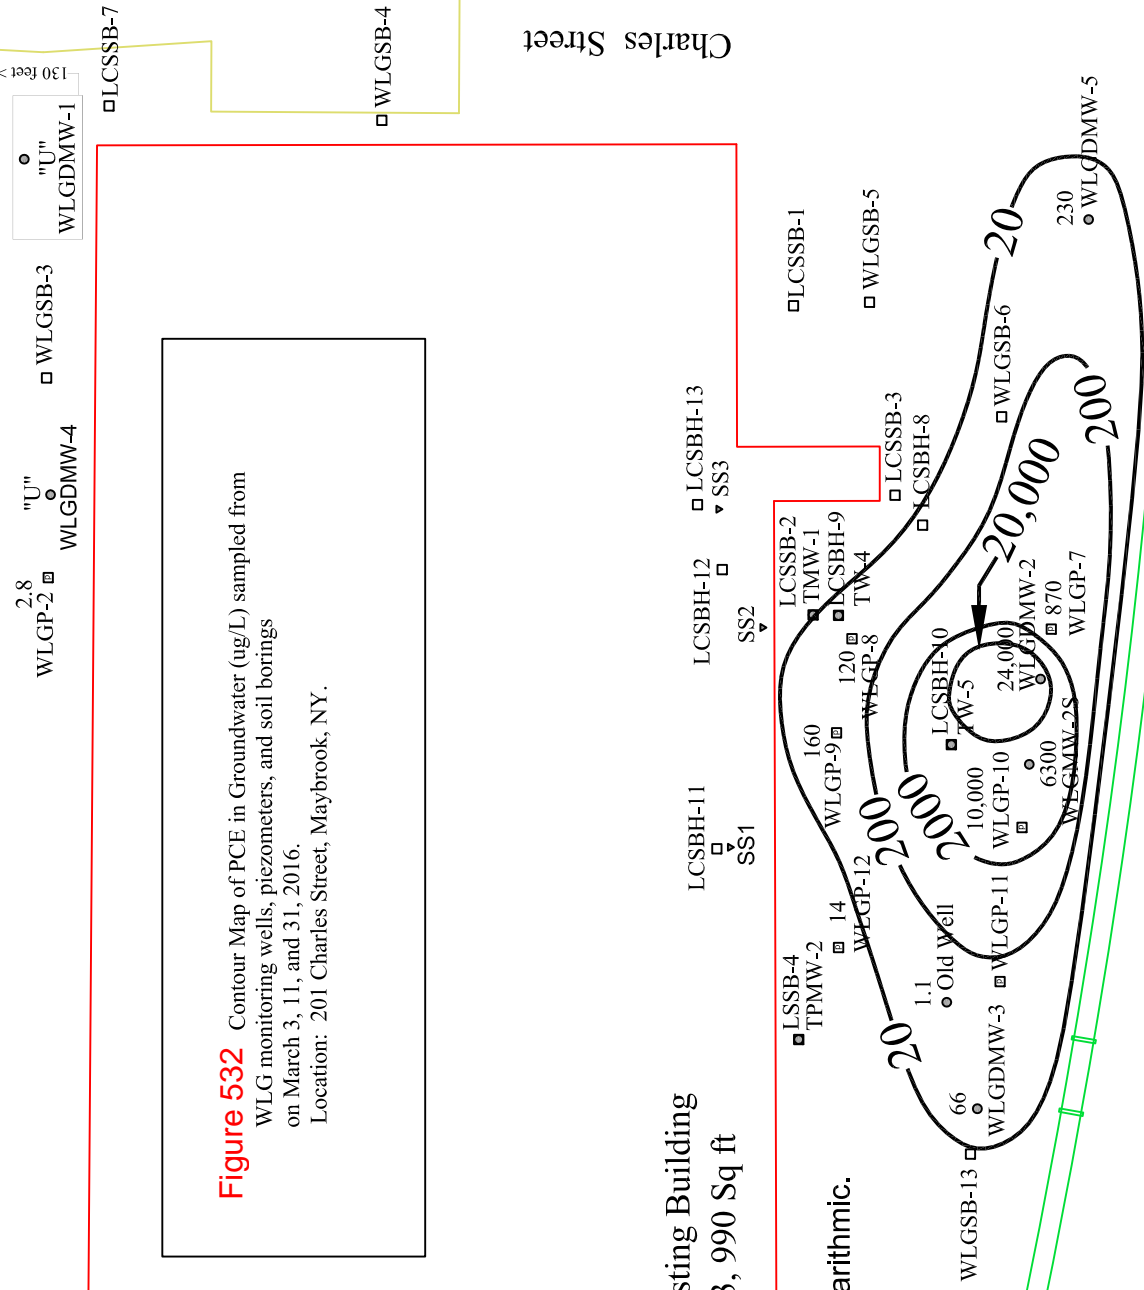 Charles Street
130 feet >
LCSSB-7
WLGSB-4
"U"
WLGDMW-1
WLGSB-3
"U"
WLGDMW-4
2.8
WLGP-2
P
Figure 532 Contour Map of PCE in Groundwater (ug/L) sampled from
WLG monitoring wells, piezometers, and soil borings
on March 3, 11, and 31, 2016.
Location: 201 Charles Street, Maybrook, NY.
LCSSB-1
WLGSB-5
230
WLGDMW-5
20
WLGSB-6
200
LCSBH-13
SS3
LCSSB-3
LCSBH-8
20,000
LCSBH-12
SS2
LCSSB-2
TMW-1
LCSBH-9
TW-4
120
P
WLGP-8
160
P
WLGP-9
LCSBH-10
TW-5
24,000
WLGDMW-2
870
P
WLGP-7
6300
WLGMW-2S
10,000
WLGP-10
P
2000
200
LCSBH-11
SS1
14
P
WLGP-12
LSSB-4
TPMW-2
1.1
Old Well
WLGP-11
P
20
66
WLGDMW-3
WLGSB-13
sting Building
3, 990 Sq ft
arithmic.